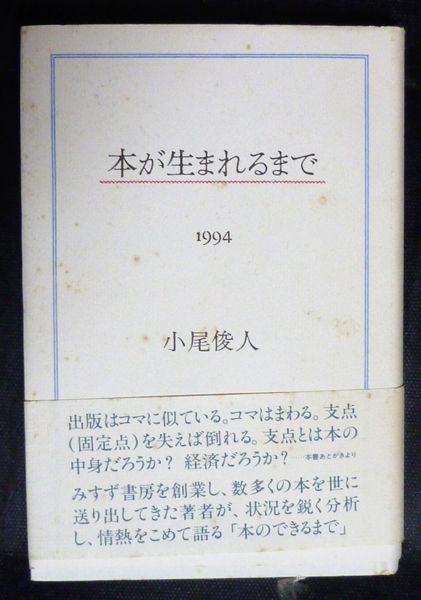 本が生まれるまで
1994
小尾俊人
出版はコマに似ている。コマはまわる。支点
(固定点)を失えば倒れる。支点とは本の
中身だろうか? 経済だろうか? ―本書あとがきより
みすず書房を創業し、数多くの本を世に
送り出してきた著者が、状況を鋭く分析
し、情熱をこめて語る「本のできるまで」